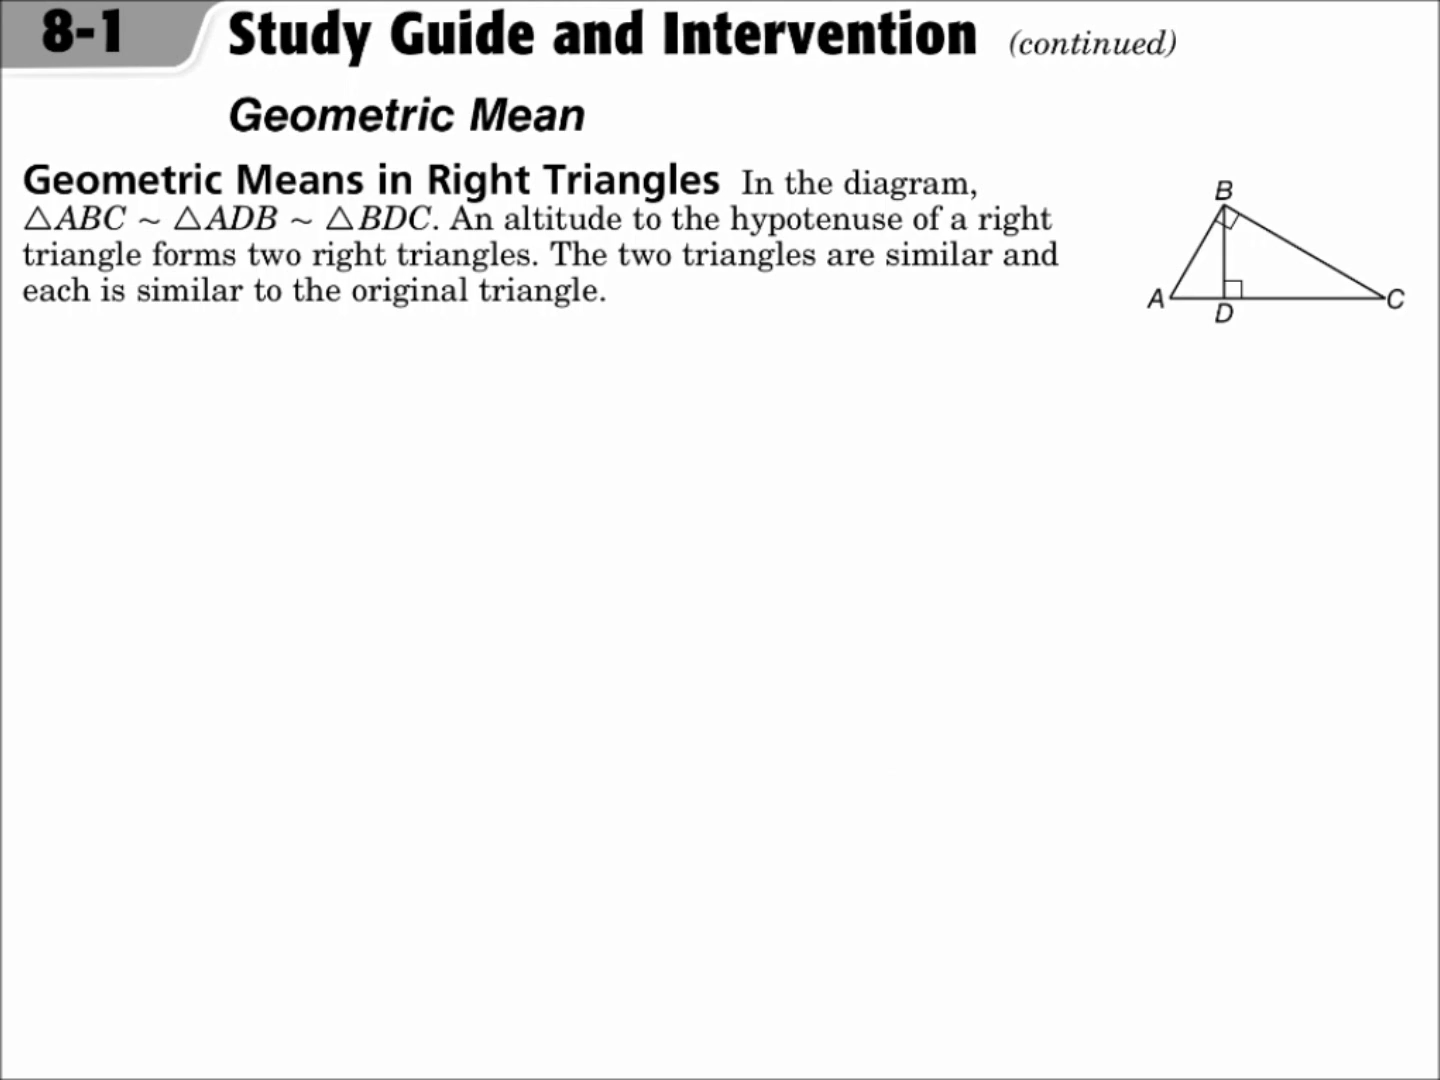 8-1 Study Guide and Intervention (continued)
Geometric Mean
Geometric Means in Right Triangles In the diagram,
△ABC ~ △ADB ~ △BDC. An altitude to the hypotenuse of a right
triangle forms two right triangles. The two triangles are similar and
each is similar to the original triangle.
B
A
D
C